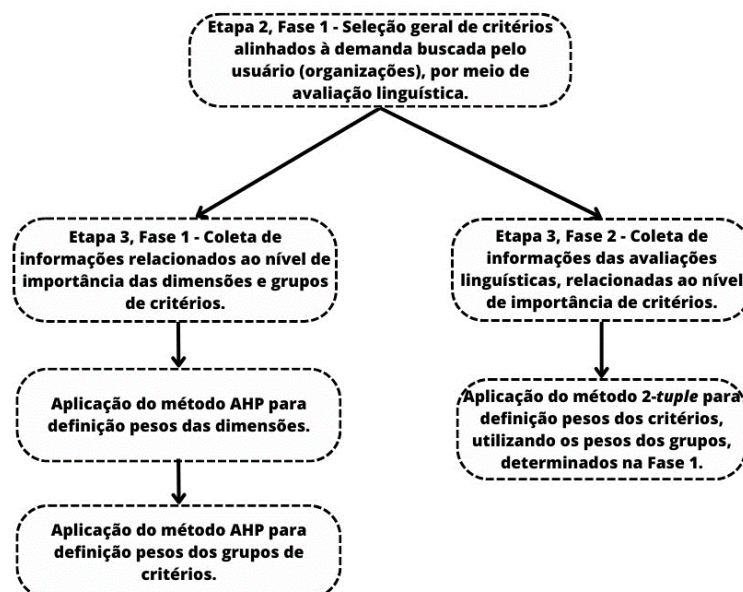 Etapa 2, Fase 1 - Seleção geral de critérios
alinhados à demanda buscada pelo
usuário (organizações), por meio de
avaliação linguística.
Etapa 3, Fase 1 - Coleta de
informações relacionados ao nível de
importância das dimensões e grupos
de critérios.
Etapa 3, Fase 2 - Coleta de
informações das avaliações
linguísticas, relacionadas ao nível
de importância de critérios.
Aplicação do método AHP para
definição pesos das dimensões.
Aplicação do método 2-tuple para
definição pesos dos critérios,
utilizando os pesos dos grupos,
determinados na Fase 1.
Aplicação do método AHP para
definição pesos dos grupos de
critérios.